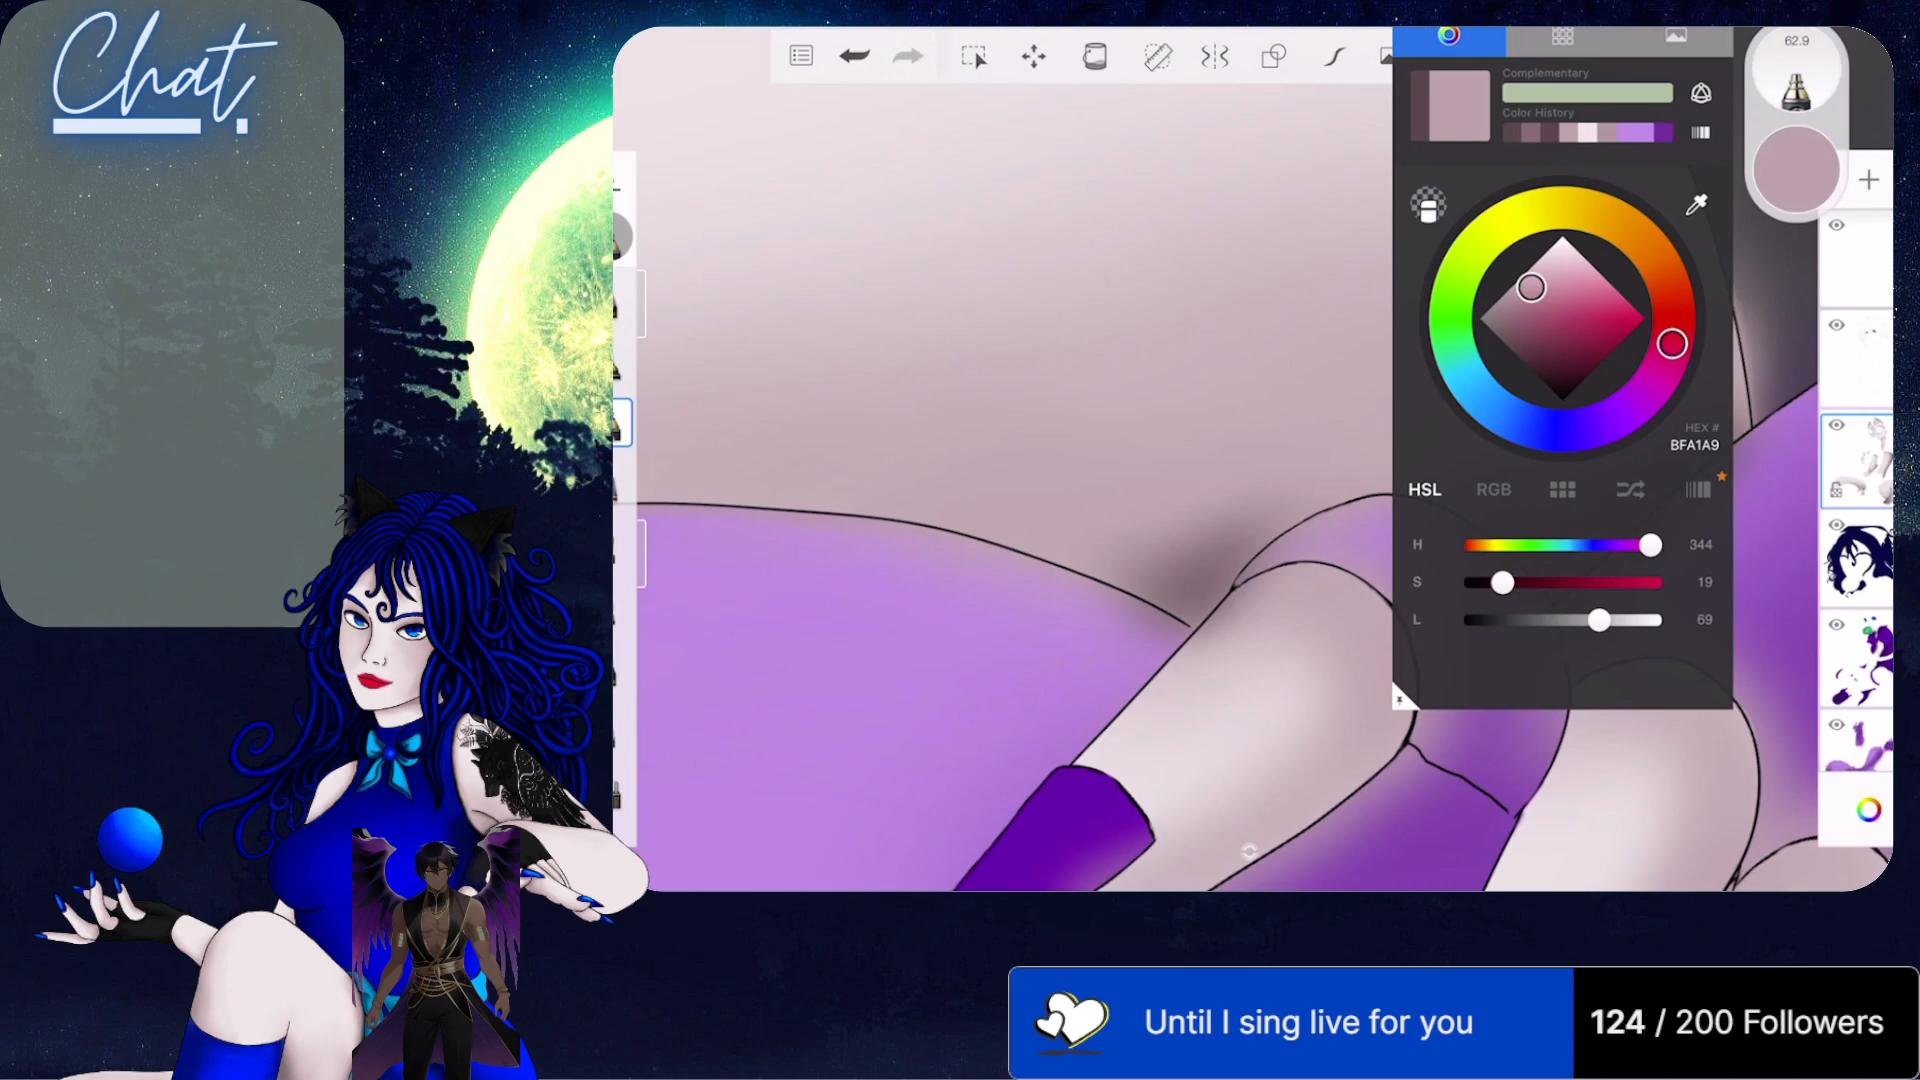 Chat
62.9
Complementary
Color History
HEX #
BFA1A9
HSL RGB
H 344
S 19
L 69
Until I sing live for you
124 / 200 Followers